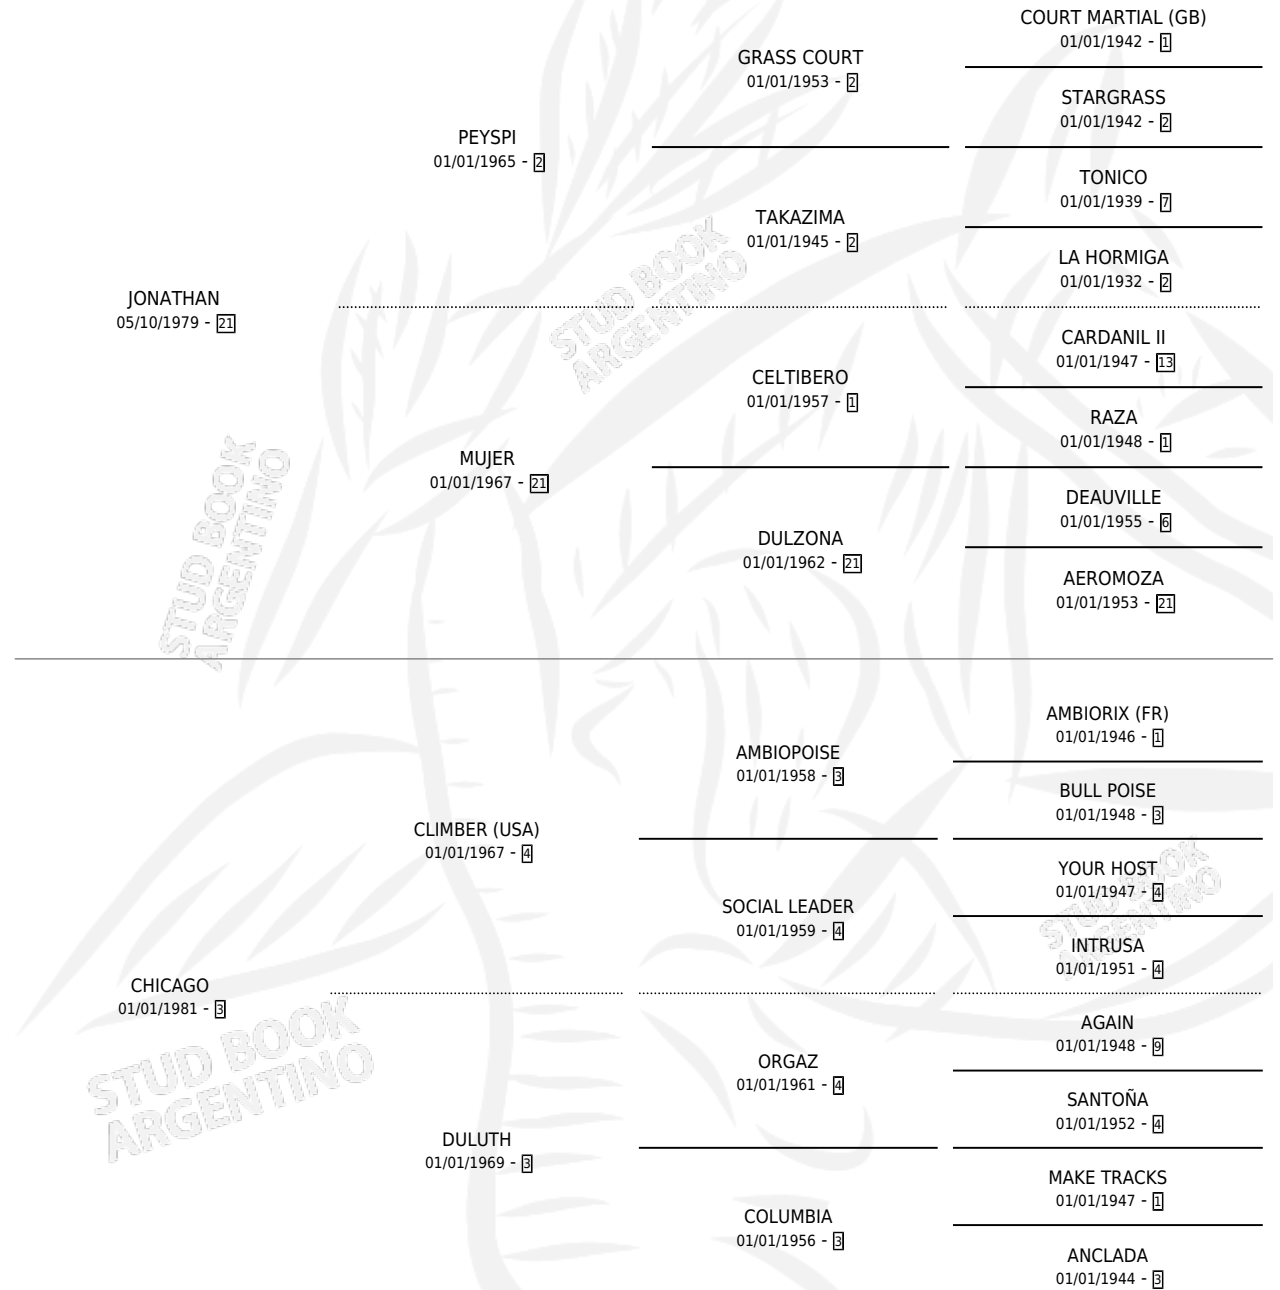 COURT MARTIAL (GB)
01/01/1942 - 1
GRASS COURT
01/01/1953 - 2
STARGRASS
01/01/1942 - 2
PEYSPI
01/01/1965 - 2
TONICO
01/01/1939 - 7
TAKAZIMA
01/01/1945 - 2
LA HORMIGA
01/01/1932 - 2
JONATHAN
05/10/1979 - 21
CARDANIL II
01/01/1947 - 13
CELTIBERO
01/01/1957 - 1
RAZA
01/01/1948 - 1
MUJER
01/01/1967 - 21
DEAUVILLE
01/01/1955 - 6
DULZONA
01/01/1962 - 21
AEROMOZA
01/01/1953 - 21
STUD BOOK
ARGENTINO
STUD BOOK
ARGENTINO
AMBIORIX (FR)
01/01/1946 - 1
AMBIOPOISE
01/01/1958 - 3
BULL POISE
01/01/1948 - 3
CLIMBER (USA)
01/01/1967 - 4
YOUR HOST
01/01/1947 - 4
SOCIAL LEADER
01/01/1959 - 4
INTRUSA
01/01/1951 - 4
CHICAGO
01/01/1981 - 3
AGAIN
01/01/1948 - 9
ORGAZ
01/01/1961 - 4
SANTOÑA
01/01/1952 - 4
DULUTH
01/01/1969 - 3
MAKE TRACKS
01/01/1947 - 1
COLUMBIA
01/01/1956 - 3
ANCLADA
01/01/1944 - 3
STUD BOOK
ARGENTINO
STUD BOOK
ARGENTINO